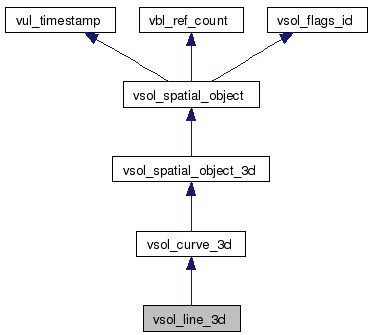 vul_timestamp
vbl_ref_count
vsol_flags_id
vsol_spatial_object
vsol_spatial_object_3d
vsol_curve_3d
vsol_line_3d